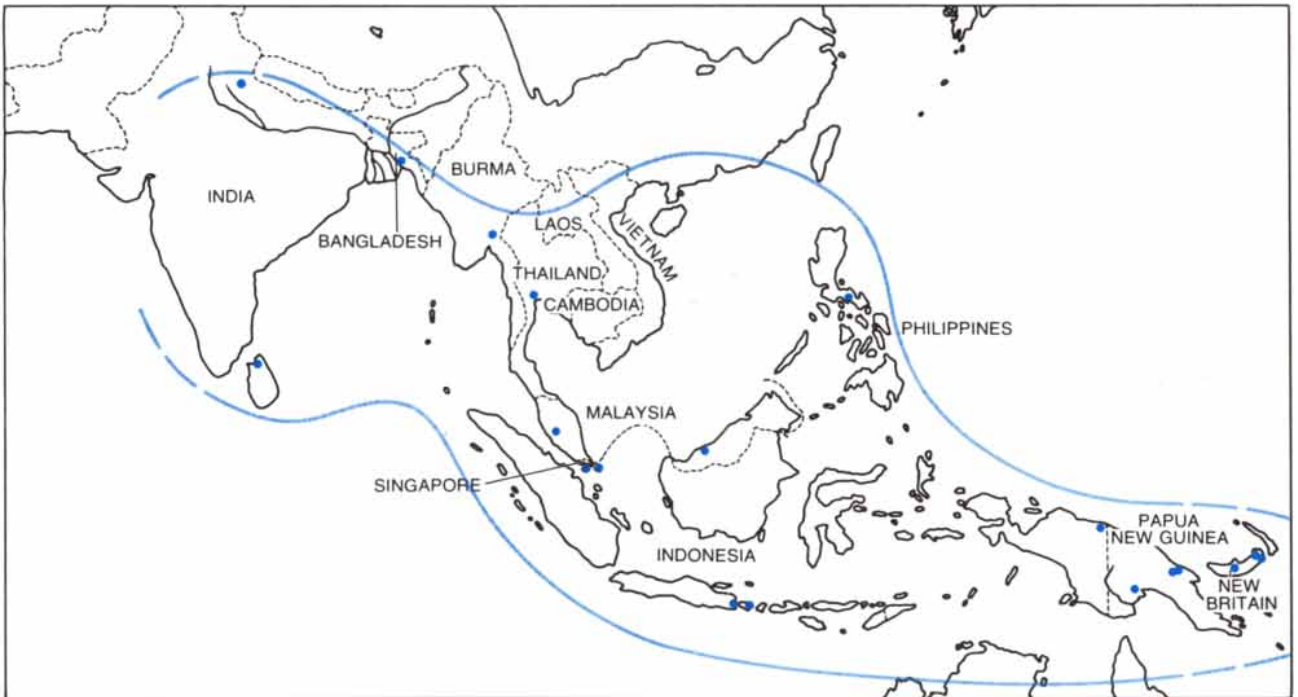 BURMA
INDIA
LAOS
VIETNAM
BANGLADESH
THAILAND
CAMBODIA
PHILIPPINES
MALAYSIA
SINGAPORE
PAPUA
NEW GUINEA
INDONESIA
NEW
BRITAIN